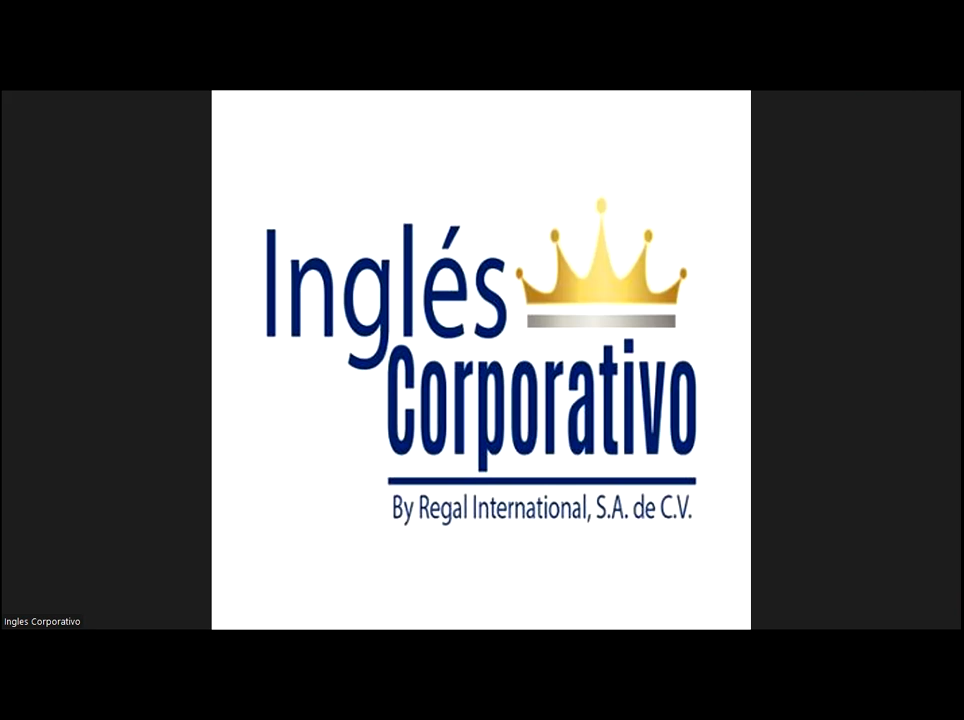 Inglés
Corporativo
By Regal International, S.A. de C.V.
Ingles Corporativo